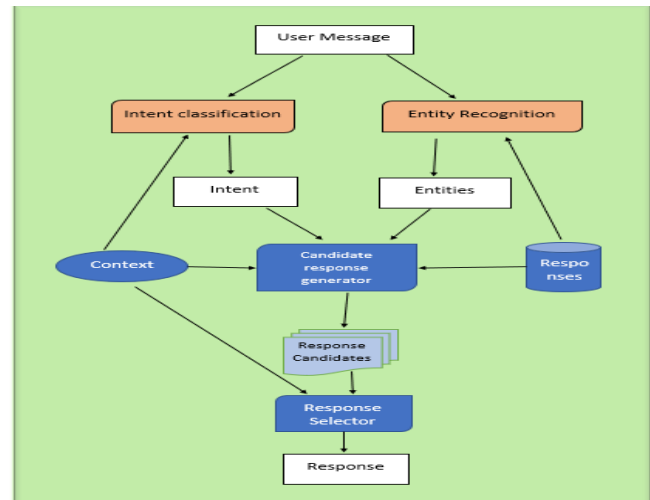 User Message
Intent classification
Entity Recognition
Intent
Entities
Context
Candidate
response
generator
Respo
nses
Response
Candidates
Response
Selector
Response